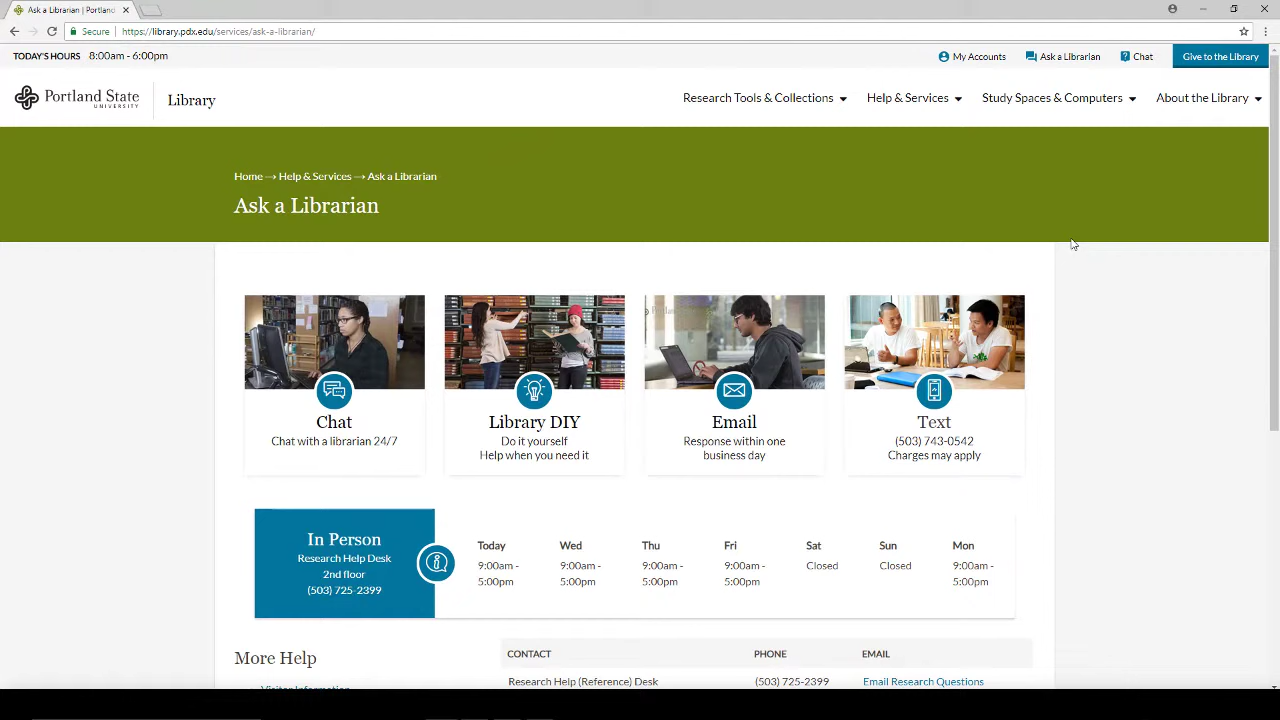 Ask a Librarian | Portland
Secure
https://library.pdx.edu/services/ask-a-librarian/
TODAY'S HOURS 8:00am - 6:00pm
My Accounts
Ask a Librarian
Chat
Give to the Library
Portland State
UNIVERSITY
Library
Research Tools & Collections
Help & Services
Study Spaces & Computers
About the Library
Home → Help & Services → Ask a Librarian
Ask a Librarian
Chat
Chat with a librarian 24/7
Library DIY
Do it yourself
Help when you need it
Email
Response within one
business day
Text
(503) 743-0542
Charges may apply
In Person
Research Help Desk
2nd floor
(503) 725-2399
Today Wed Thu Fri Sat Sun Mon
9:00am - 9:00am - 9:00am - 9:00am - Closed Closed 9:00am -
5:00pm 5:00pm 5:00pm 5:00pm 5:00pm
More Help
Visitor Information
CONTACT PHONE EMAIL
Research Help (Reference) Desk (503) 725-2399 Email Research Questions